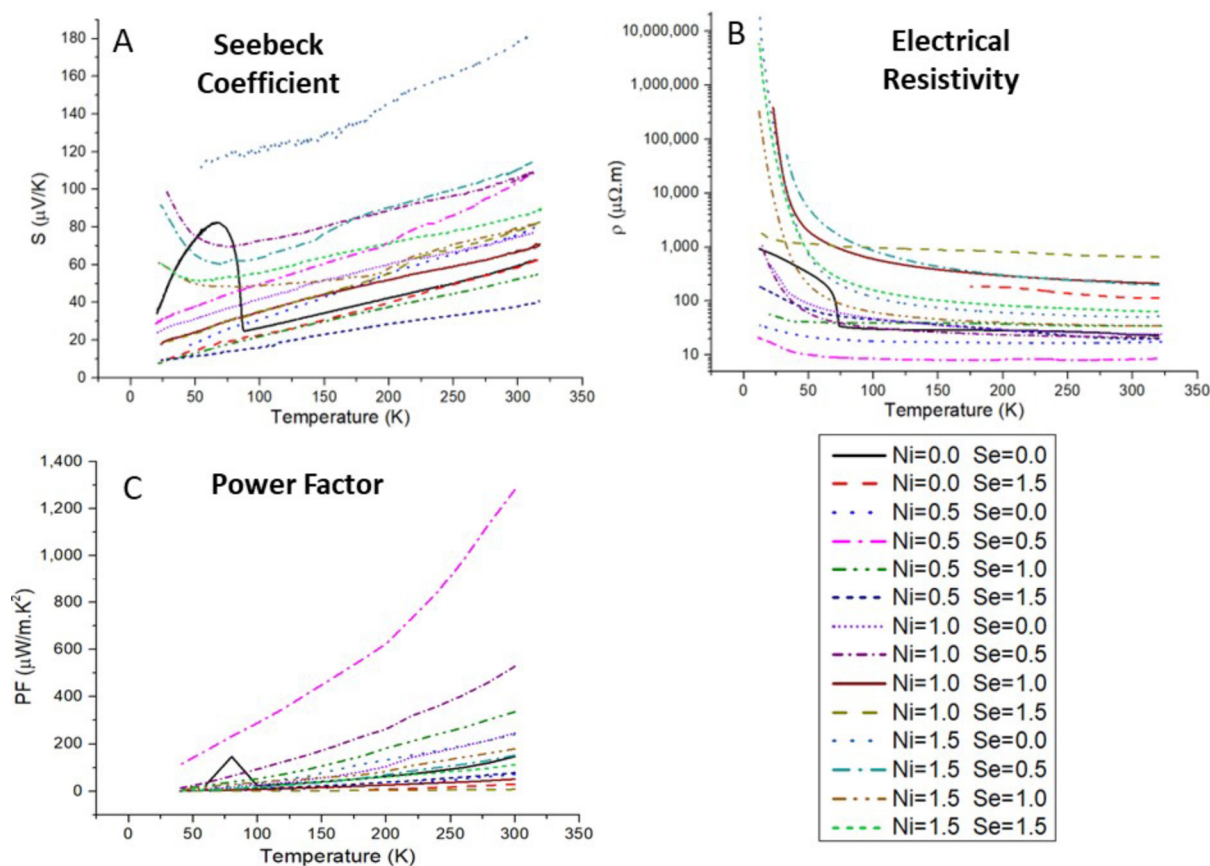 A
Seebeck
Coefficient
S (μV/K)
180
160
140
120
100
80
60
40
20
0
0 50 100 150 200 250 300 350
Temperature (K)
B
Electrical
Resistivity
ρ (μΩ.m)
10,000,000
1,000,000
100,000
10,000
1,000
100
10
0 50 100 150 200 250 300 350
Temperature (K)
C
Power Factor
PF (μW/m.K²)
1,400
1,200
1,000
800
600
400
200
0
0 50 100 150 200 250 300 350
Temperature (K)
Ni=0.0 Se=0.0
Ni=0.0 Se=1.5
Ni=0.5 Se=0.0
Ni=0.5 Se=0.5
Ni=0.5 Se=1.0
Ni=0.5 Se=1.5
Ni=1.0 Se=0.0
Ni=1.0 Se=0.5
Ni=1.0 Se=1.0
Ni=1.0 Se=1.5
Ni=1.5 Se=0.0
Ni=1.5 Se=0.5
Ni=1.5 Se=1.0
Ni=1.5 Se=1.5